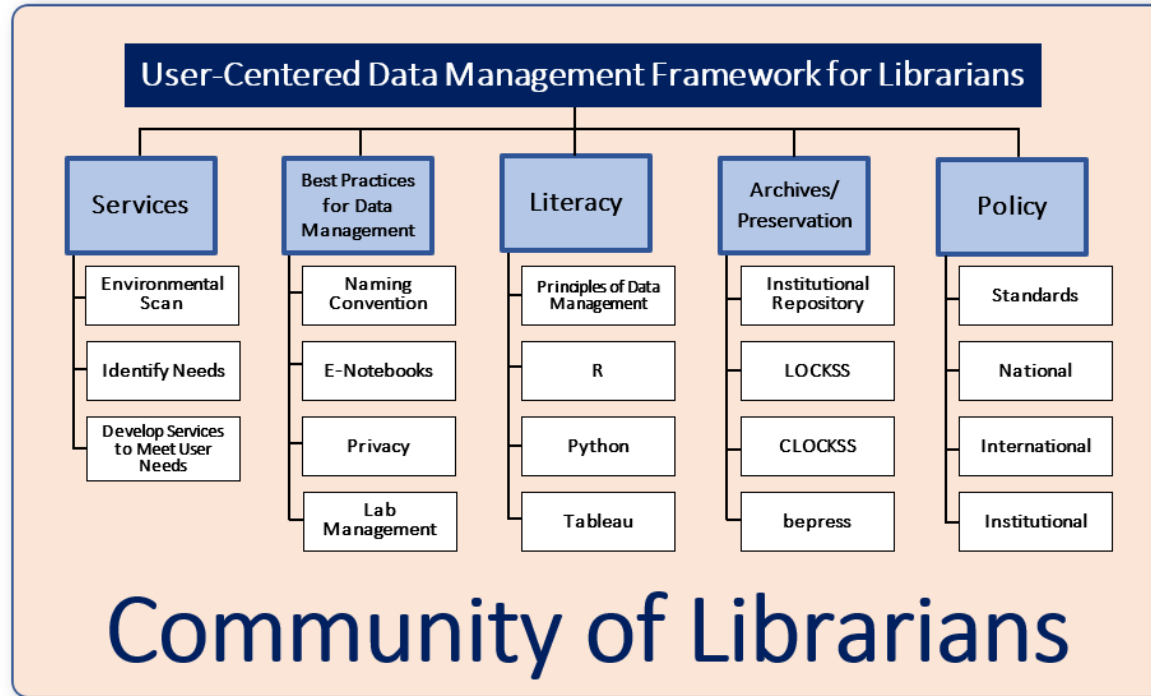 User-Centered Data Management Framework for Librarians
Services
Environmental
Scan
Identify Needs
Develop Services
to Meet User
Needs
Best Practices
for Data
Management
Naming
Convention
E-Notebooks
Privacy
Lab
Management
Literacy
Principles of Data
Management
R
Python
Tableau
Archives/
Preservation
Institutional
Repository
LOCKSS
CLOCKSS
bepress
Policy
Standards
National
International
Institutional
Community of Librarians